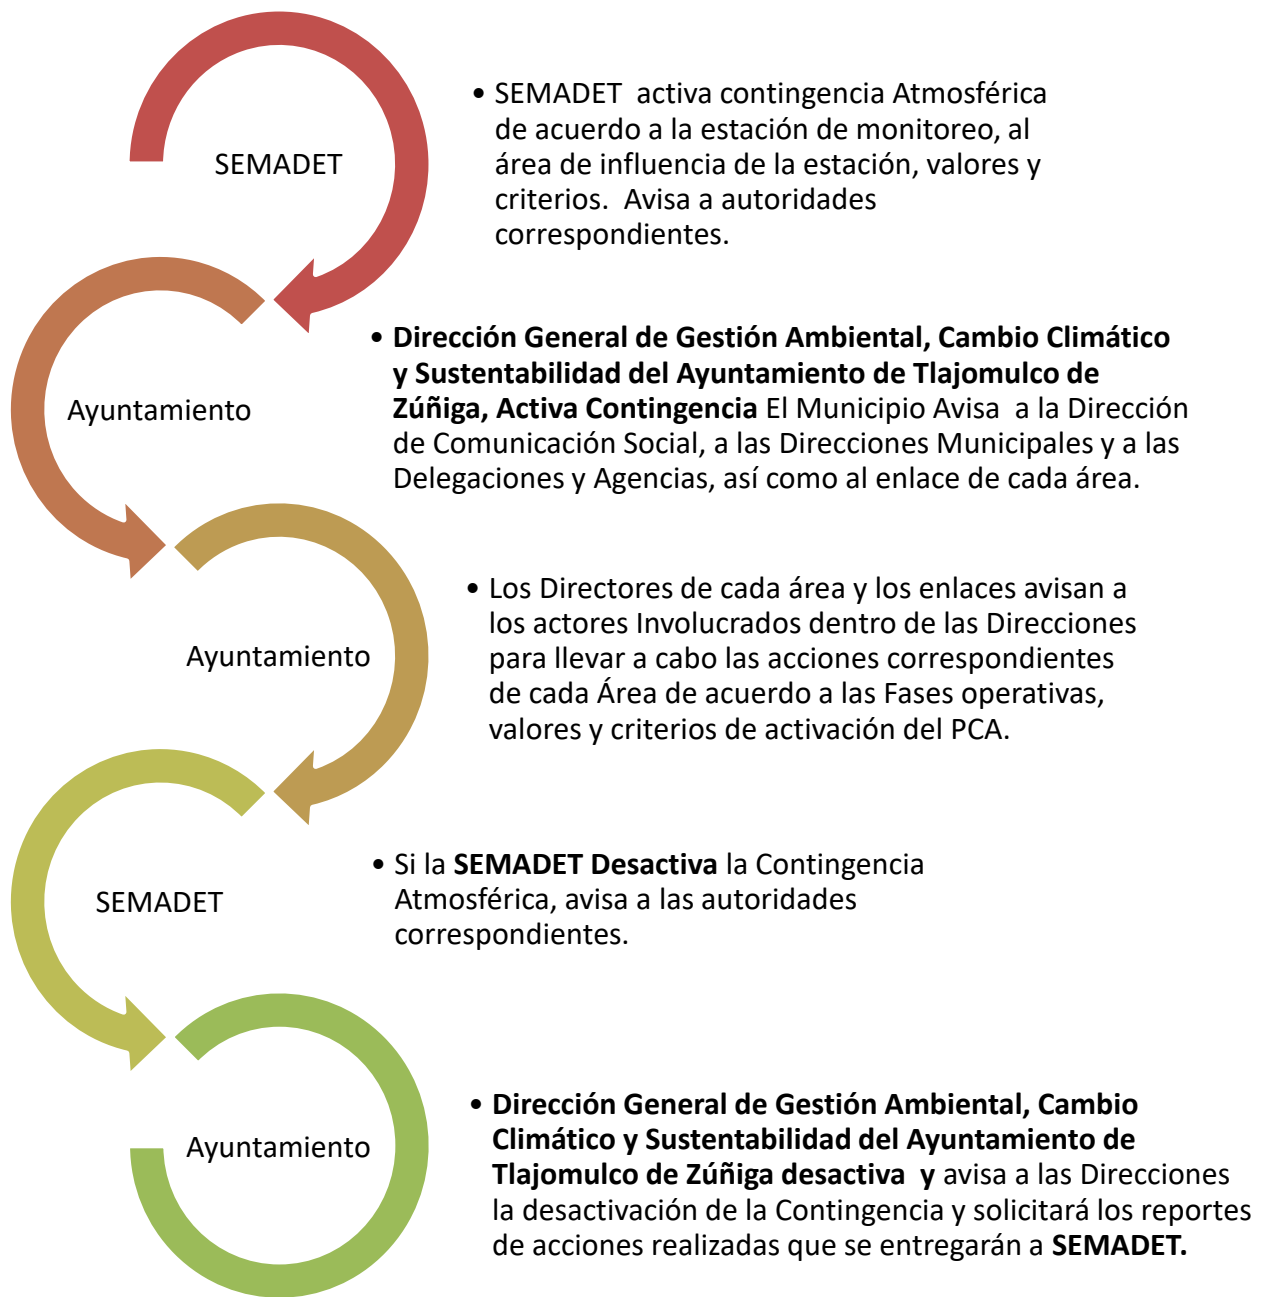 SEMADET
• SEMADET  activa contingencia Atmosférica
de acuerdo a la estación de monitoreo, al
área de influencia de la estación, valores y
criterios.  Avisa a autoridades
correspondientes.
Ayuntamiento
• Dirección General de Gestión Ambiental, Cambio Climático
y Sustentabilidad del Ayuntamiento de Tlajomulco de
Zúñiga, Activa Contingencia El Municipio Avisa  a la Dirección
de Comunicación Social, a las Direcciones Municipales y a las
Delegaciones y Agencias, así como al enlace de cada área.
Ayuntamiento
• Los Directores de cada área y los enlaces avisan a
los actores Involucrados dentro de las Direcciones
para llevar a cabo las acciones correspondientes
de cada Área de acuerdo a las Fases operativas,
valores y criterios de activación del PCA.
SEMADET
• Si la SEMADET Desactiva la Contingencia
Atmosférica, avisa a las autoridades
correspondientes.
Ayuntamiento
• Dirección General de Gestión Ambiental, Cambio
Climático y Sustentabilidad del Ayuntamiento de
Tlajomulco de Zúñiga desactiva  y avisa a las Direcciones
la desactivación de la Contingencia y solicitará los reportes
de acciones realizadas que se entregarán a SEMADET.